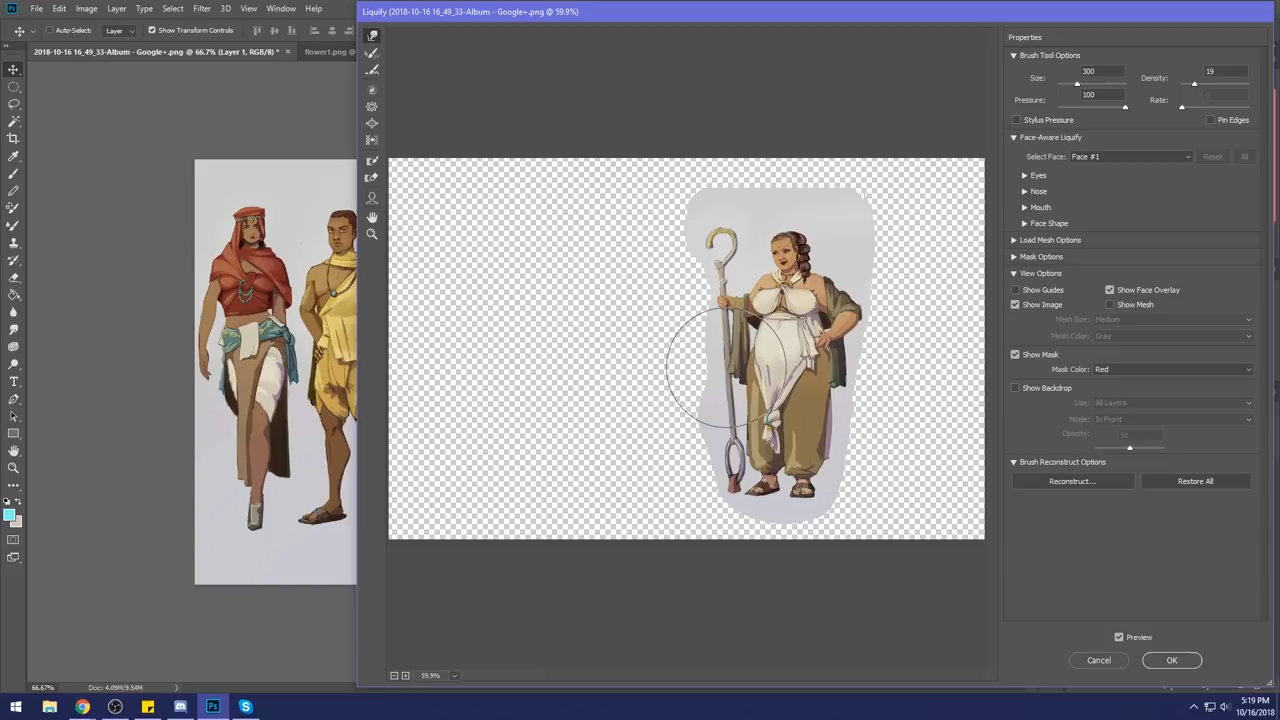 Ps File Edit Image Layer Type Select Filter 3D View Window Help
Auto-Select: Layer Show Transform Controls
2018-10-16 16_49_33-Album - Google+.png @ 66.7% (Layer 1, RGB/8) * × flower1.png @
66.67% Doc: 4.09M/9.54M
Liquify (2018-10-16 16_49_33-Album - Google+.png @ 59.9%)
59.9%
Properties
Brush Tool Options
Size: 300 Density: 19
Pressure: 100 Rate: 0
Stylus Pressure Pin Edges
Face-Aware Liquify
Select Face: Face #1 Reset All
Eyes
Nose
Mouth
Face Shape
Load Mesh Options
Mask Options
View Options
Show Guides Show Face Overlay
Show Image Show Mesh
Mesh Size: Medium
Mesh Color: Gray
Show Mask
Mask Color: Red
Show Backdrop
Use: All Layers
Mode: In Front
Opacity:
Brush Reconstruct Options
Reconstruct... Restore All
Preview
Cancel OK
Ps
5:19 PM
10/16/2018